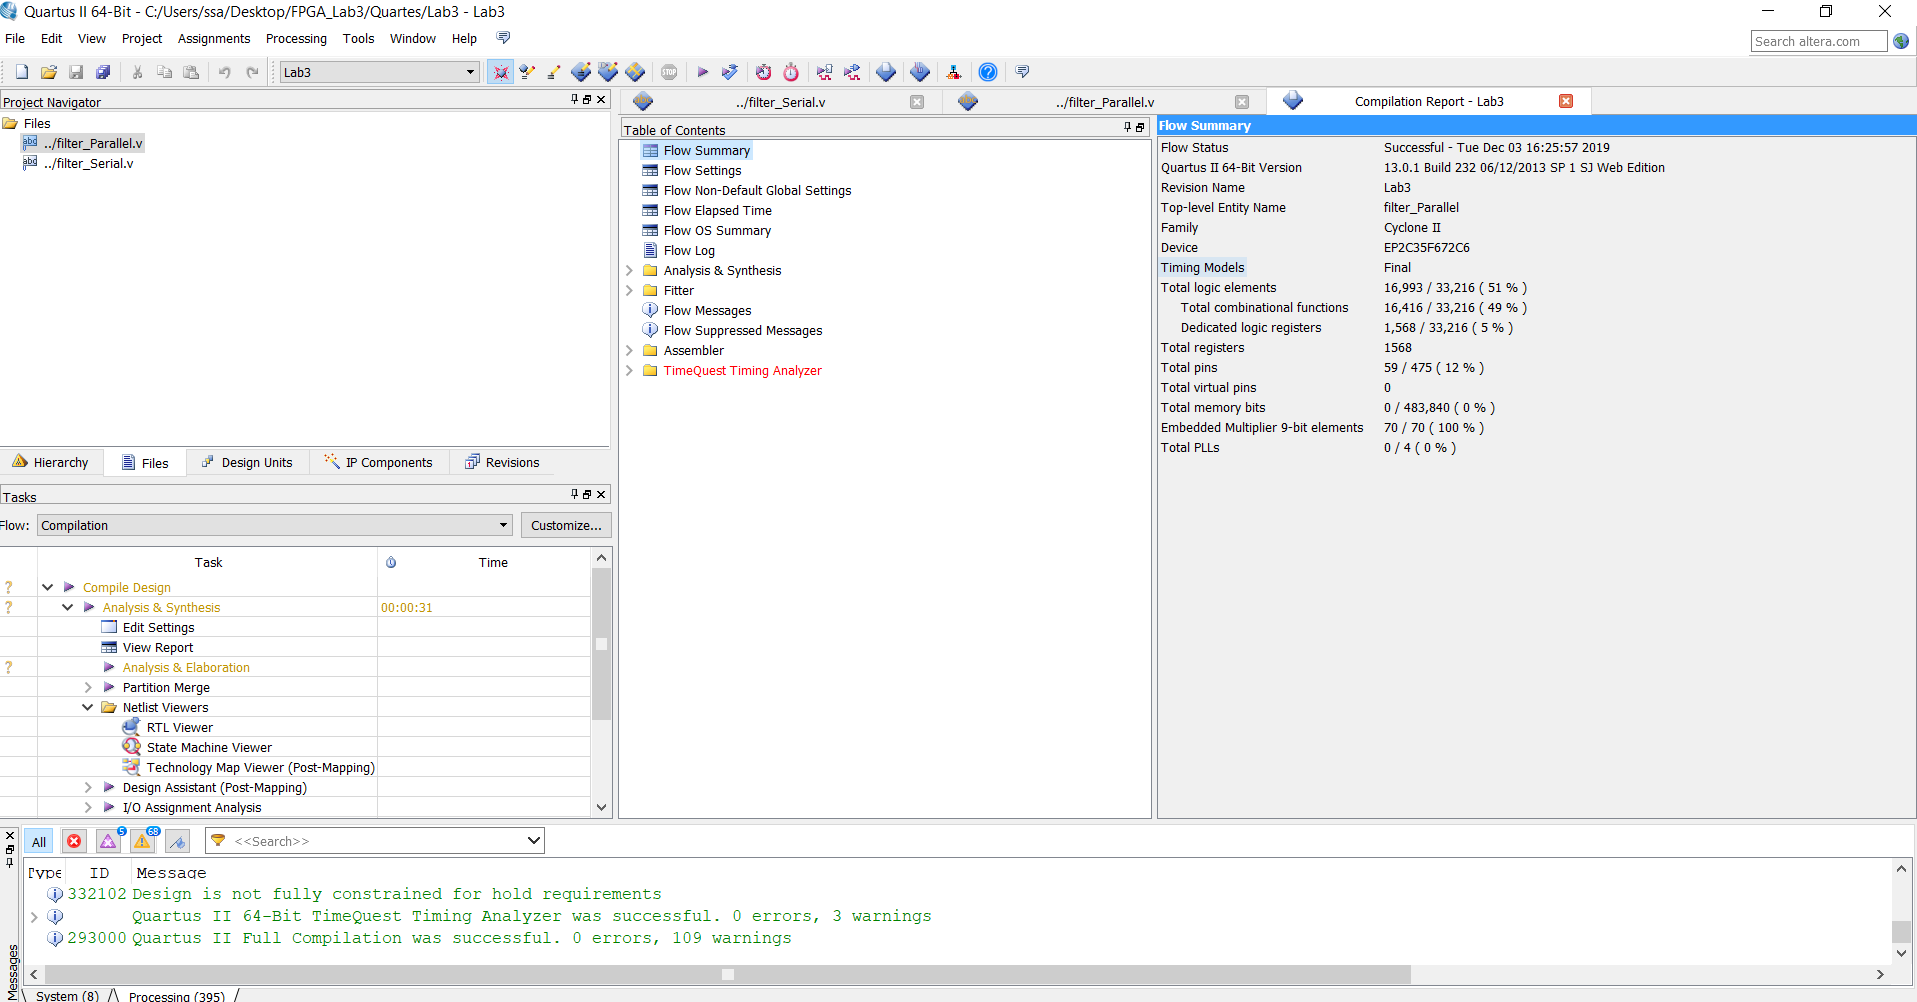 Quartus II 64-Bit - C:/Users/ssa/Desktop/FPGA_Lab3/Quartes/Lab3 - Lab3
File Edit View Project Assignments Processing Tools Window Help
Search altera.com
Lab3
STOP
Project Navigator
Files
../filter_Parallel.v
../filter_Serial.v
Hierarchy Files Design Units IP Components Revisions
Tasks
Flow: Compilation Customize...
Task Time
Compile Design
Analysis & Synthesis 00:00:31
Edit Settings
View Report
Analysis & Elaboration
Partition Merge
Netlist Viewers
RTL Viewer
State Machine Viewer
Technology Map Viewer (Post-Mapping)
Design Assistant (Post-Mapping)
I/O Assignment Analysis
../filter_Serial.v ../filter_Parallel.v Compilation Report - Lab3
Table of Contents
Flow Summary
Flow Settings
Flow Non-Default Global Settings
Flow Elapsed Time
Flow OS Summary
Flow Log
Analysis & Synthesis
Fitter
Flow Messages
Flow Suppressed Messages
Assembler
TimeQuest Timing Analyzer
Flow Summary
Flow Status Successful - Tue Dec 03 16:25:57 2019
Quartus II 64-Bit Version 13.0.1 Build 232 06/12/2013 SP 1 SJ Web Edition
Revision Name Lab3
Top-level Entity Name filter_Parallel
Family Cyclone II
Device EP2C35F672C6
Timing Models Final
Total logic elements 16,993 / 33,216 ( 51 % )
Total combinational functions 16,416 / 33,216 ( 49 % )
Dedicated logic registers 1,568 / 33,216 ( 5 % )
Total registers 1568
Total pins 59 / 475 ( 12 % )
Total virtual pins 0
Total memory bits 0 / 483,840 ( 0 % )
Embedded Multiplier 9-bit elements 70 / 70 ( 100 % )
Total PLLs 0 / 4 ( 0 % )
All 5 68 <<Search>>
Type ID Message
332102 Design is not fully constrained for hold requirements
Quartus II 64-Bit TimeQuest Timing Analyzer was successful. 0 errors, 3 warnings
293000 Quartus II Full Compilation was successful. 0 errors, 109 warnings
Messages
System (8) Processing (395)